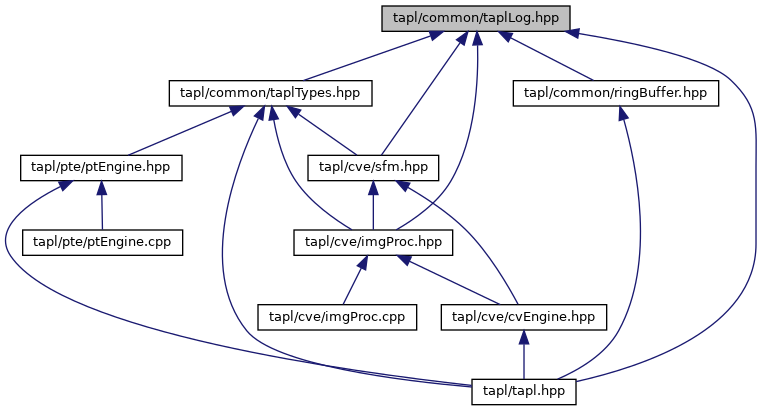 tapl/common/taplLog.hpp
tapl/common/taplTypes.hpp
tapl/common/ringBuffer.hpp
tapl/pte/ptEngine.hpp
tapl/cve/sfm.hpp
tapl/pte/ptEngine.cpp
tapl/cve/imgProc.hpp
tapl/cve/imgProc.cpp
tapl/cve/cvEngine.hpp
tapl/tapl.hpp